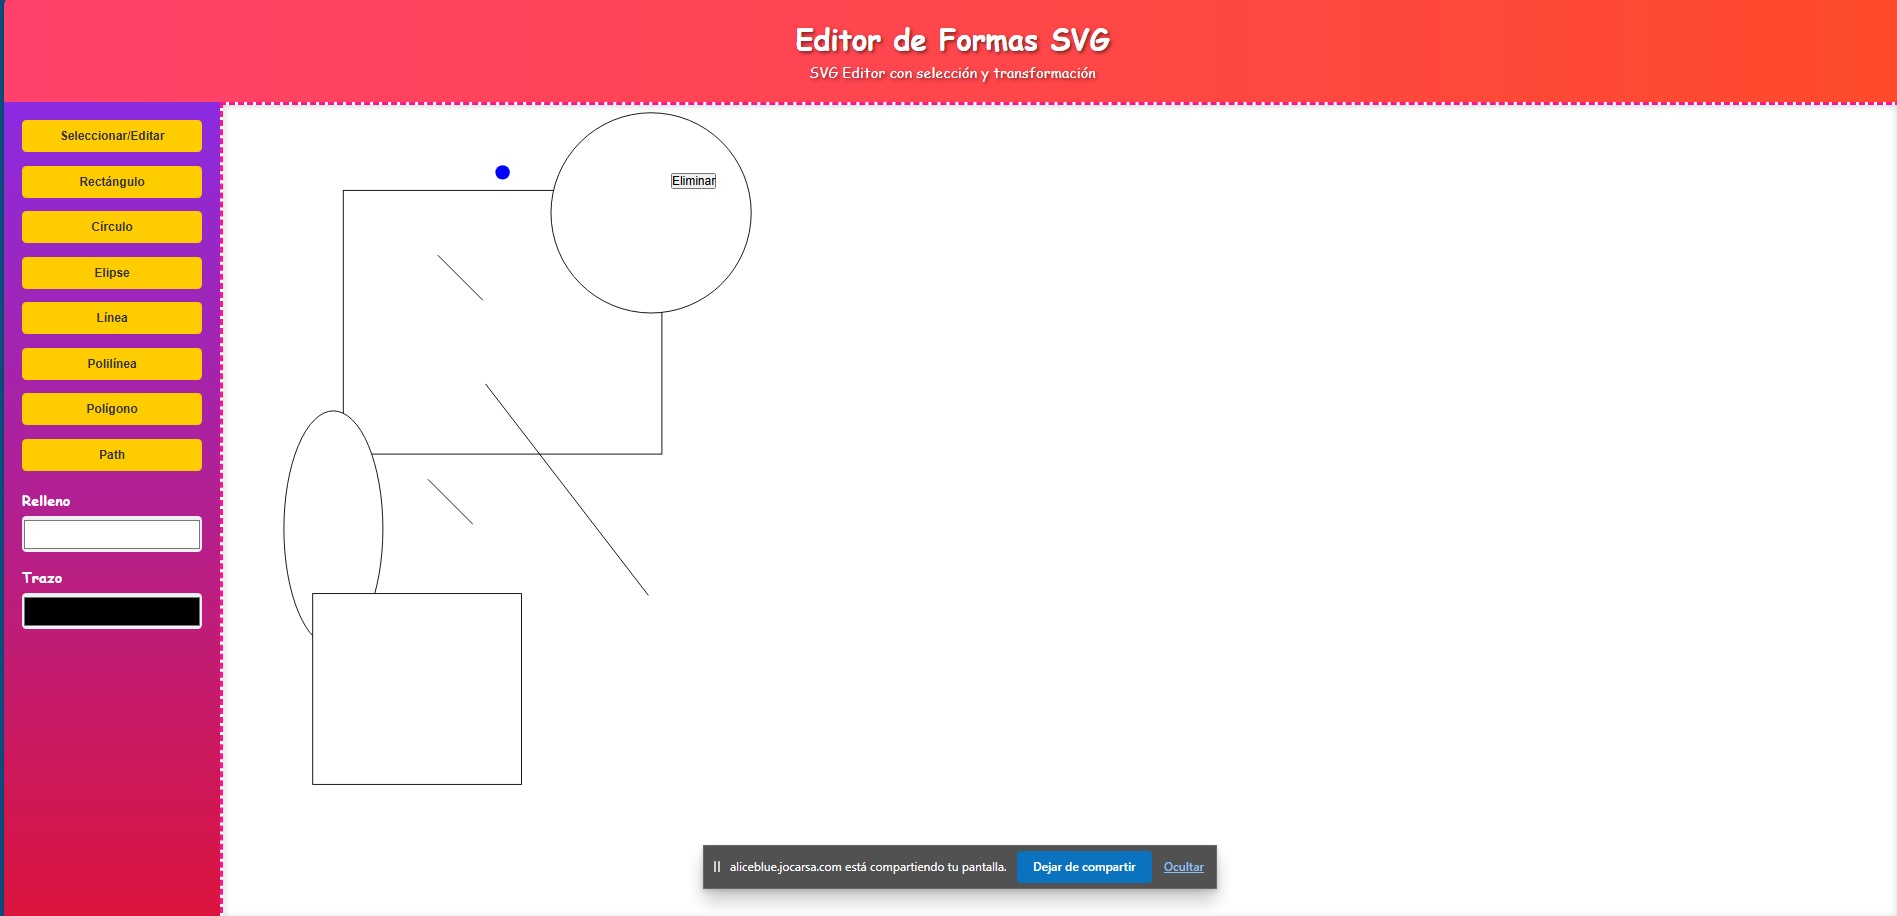 Editor de Formas SVG
SVG Editor con selección y transformación
Seleccionar/Editar
Rectángulo
Círculo
Elipse
Línea
Polilínea
Polígono
Path
Relleno
Trazo
Eliminar
aliceblue.jocarsa.com está compartiendo tu pantalla. Dejar de compartir Ocultar